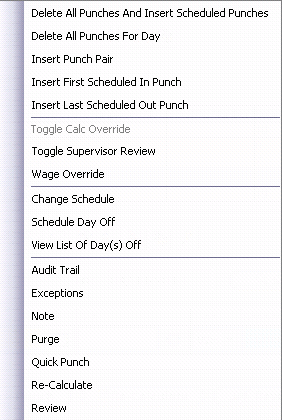 Delete All Punches And Insert Scheduled Punches
Delete All Punches For Day
Insert Punch Pair
Insert First Scheduled In Punch
Insert Last Scheduled Out Punch
Toggle Calc Override
Toggle Supervisor Review
Wage Override
Change Schedule
Schedule Day Off
View List Of Day(s) Off
Audit Trail
Exceptions
Note
Purge
Quick Punch
Re-Calculate
Review